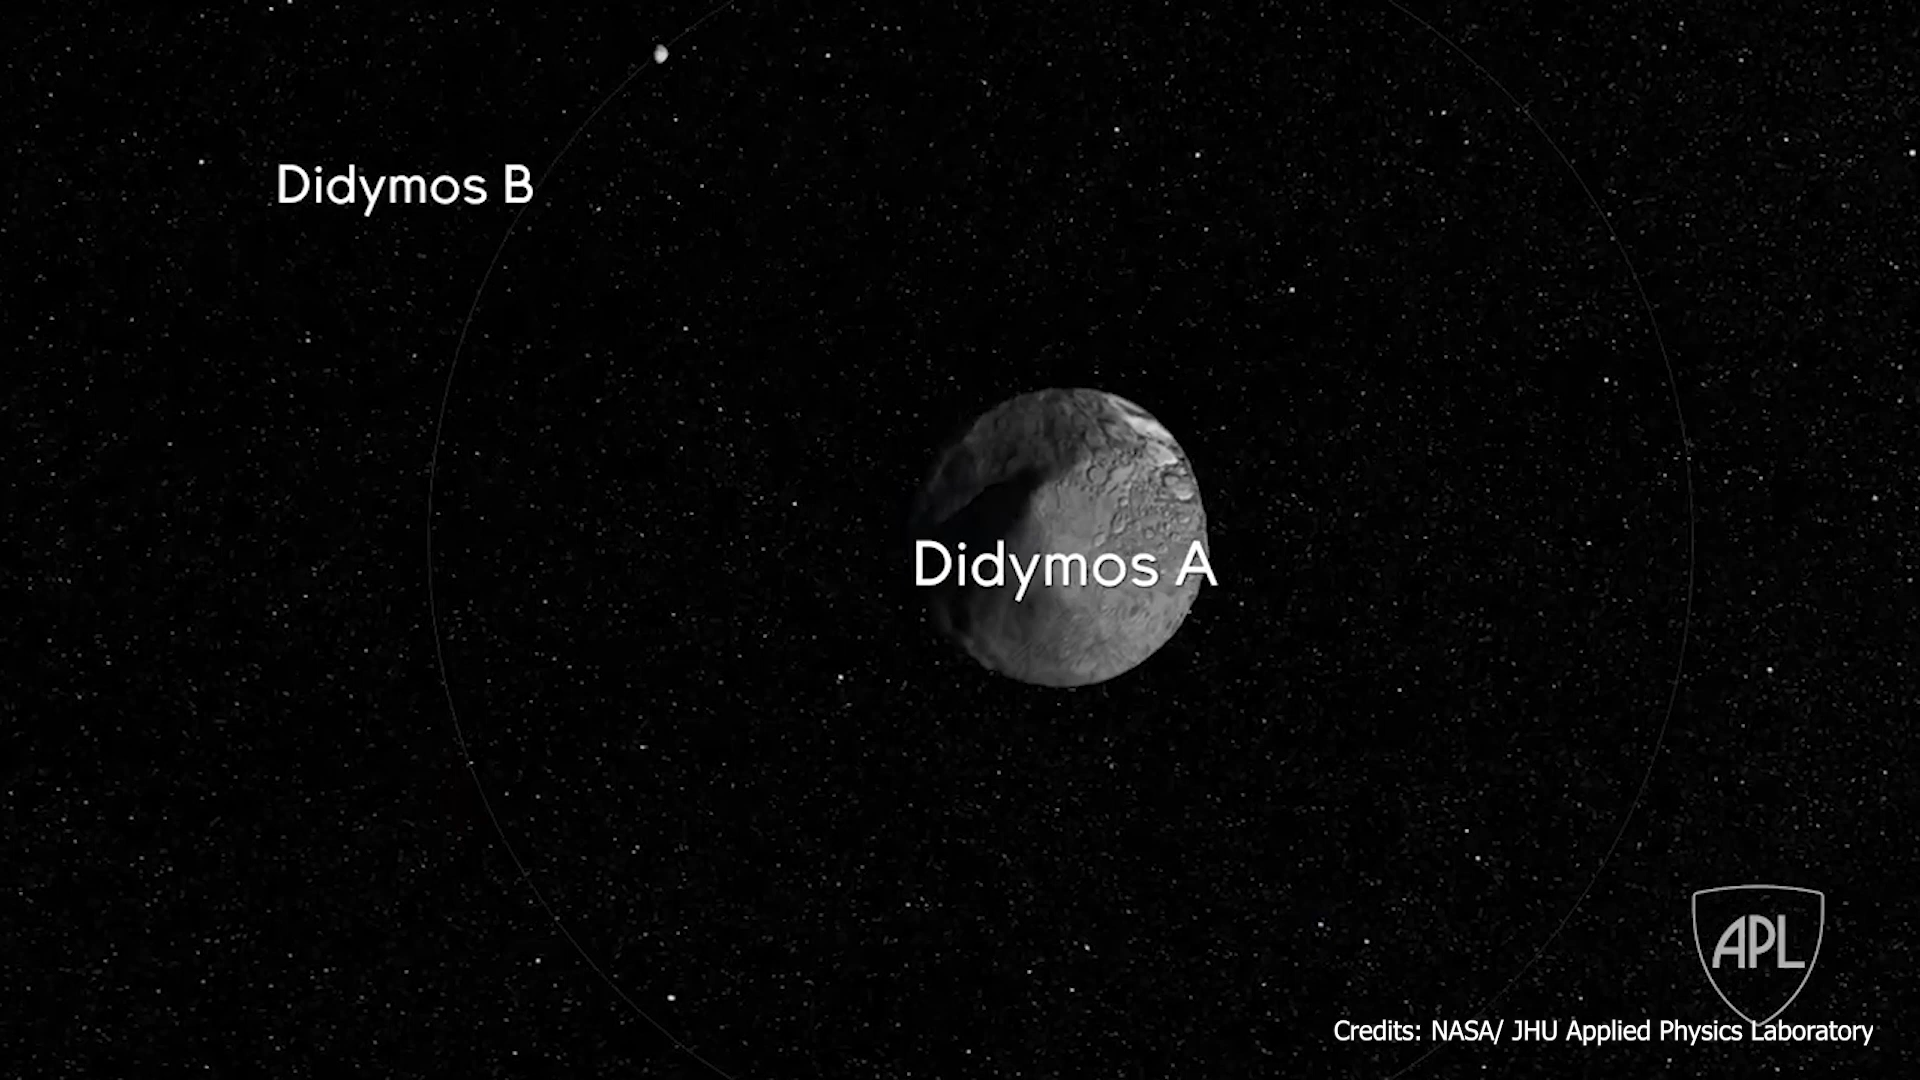 Didymos B
Didymos A
APL
Credits: NASA/ JHU Applied Physics Laboratory